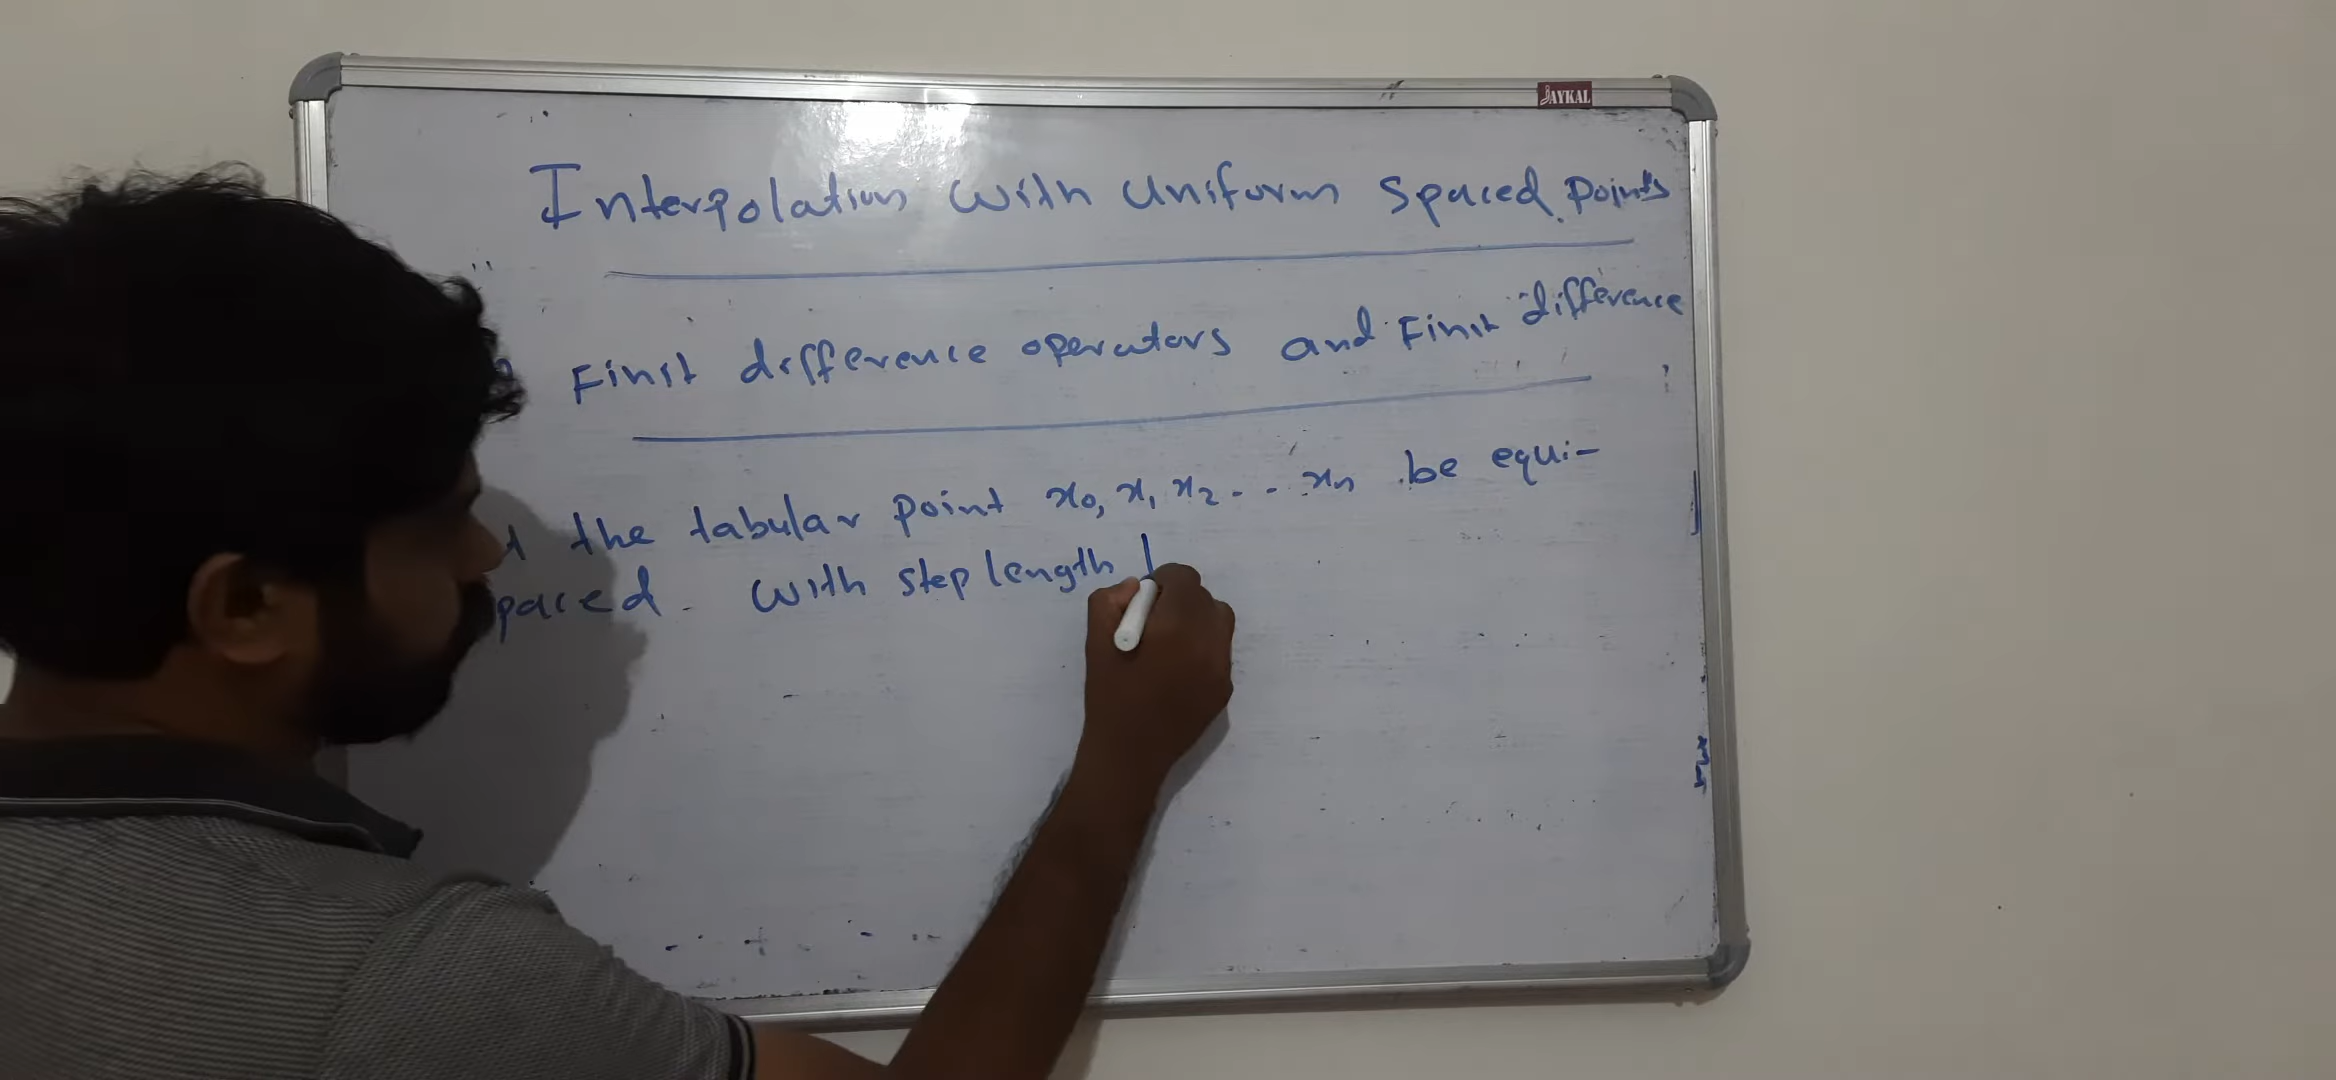 JAYKAL
Interpolation with uniform spaced points
Finit difference operators and Finit difference
the tabular point x₀, x₁ x₂ - - xₙ be equi-
paced - with step length